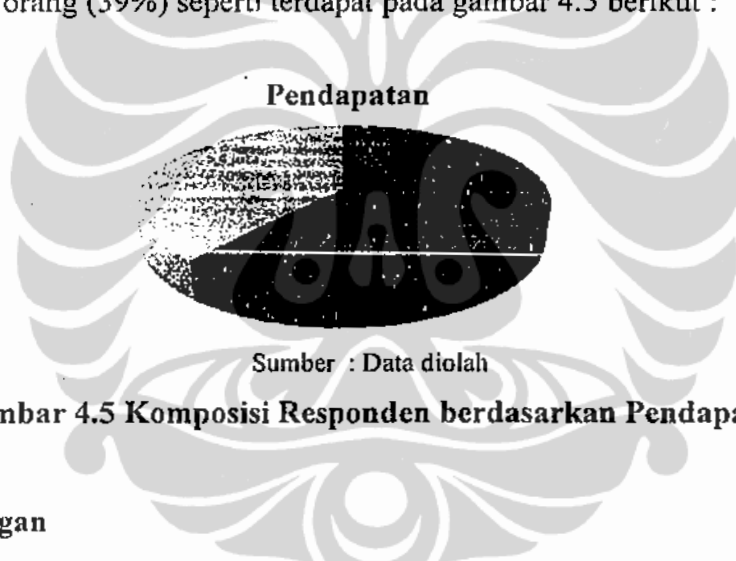 orang (39%) seperti terdapat pada gambar 4.5 berikut :
Pendapatan
Sumber : Data diolah
mbar 4.5 Komposisi Responden berdasarkan Pendapa
gan